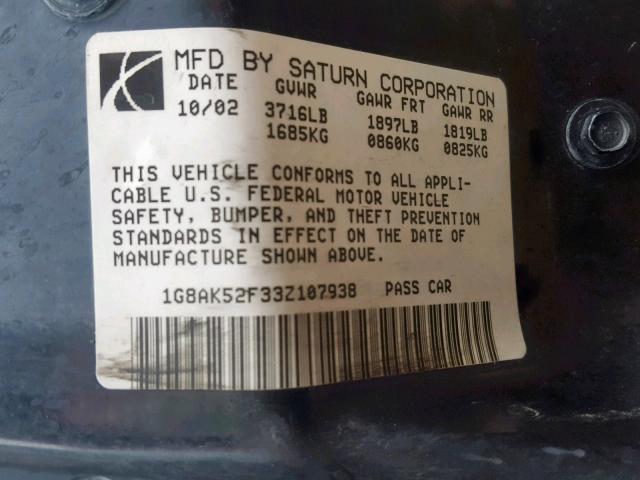 MFD BY SATURN CORPORATION
DATE GVWR GAWR FRT GAWR RR
10/02 3716LB 1897LB 1819LB
1685KG 0860KG 0825KG
THIS VEHICLE CONFORMS TO ALL APPLI-
CABLE U.S. FEDERAL MOTOR VEHICLE
SAFETY, BUMPER, AND THEFT PREVENTION
STANDARDS IN EFFECT ON THE DATE OF
MANUFACTURE SHOWN ABOVE.
1G8AK52F33Z107938 PASS CAR